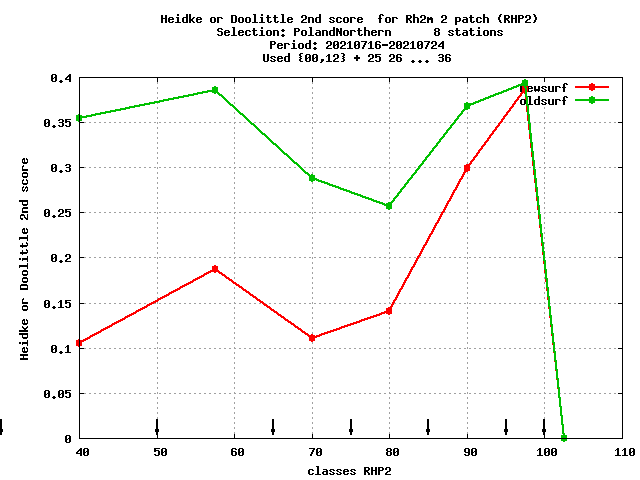 Heidke or Doolittle 2nd score  for Rh2m 2 patch (RHP2)
Selection: PolandNorthern      8 stations
Period: 20210716-20210724
Used {00,12} + 25 26 ... 36
newsurf
oldsurf
0.4
0.35
0.3
0.25
0.2
0.15
0.1
0.05
0
Heidke or Doolittle 2nd score
40 50 60 70 80 90 100 110
classes RHP2